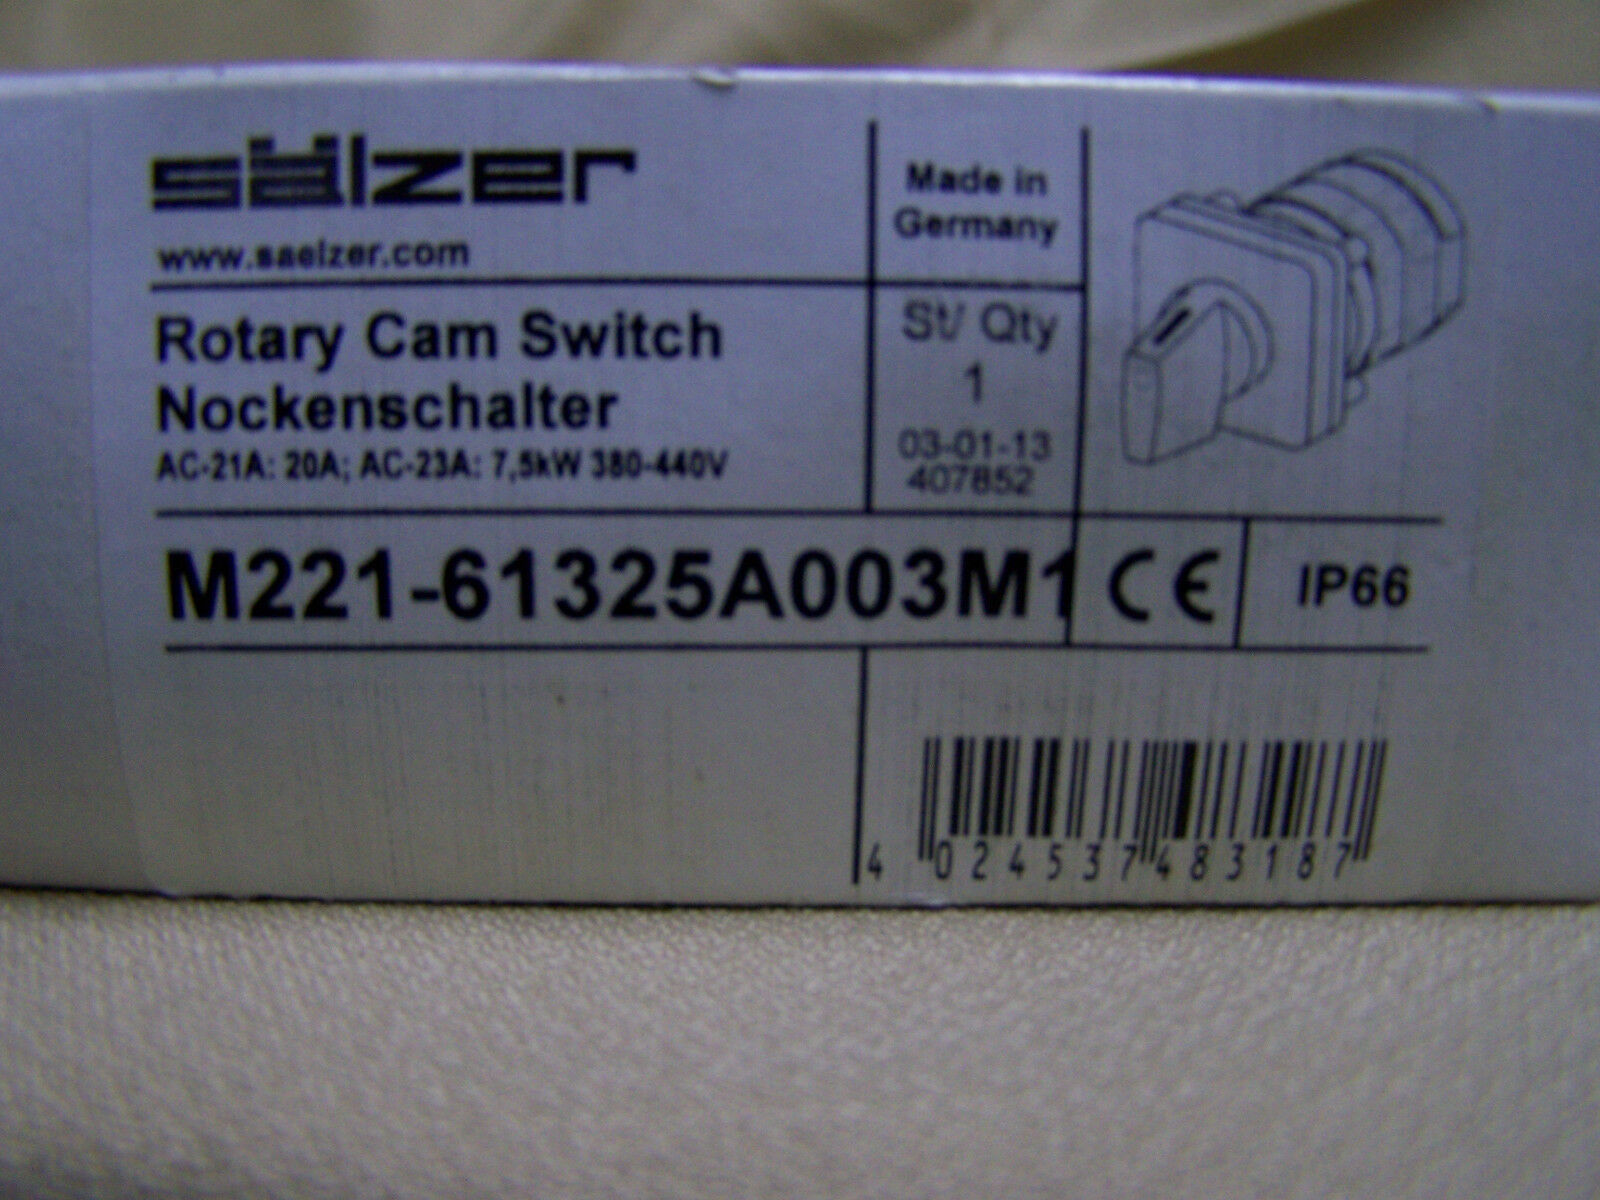 sälzer
www.saelzer.com
Made in
Germany
Rotary Cam Switch
Nockenschalter
AC-21A: 20A; AC-23A: 7,5kW 380-440V
St/ Qty
1
03-01-13
407852
M221-61325A003M1
CE
IP66
4 024537 483187